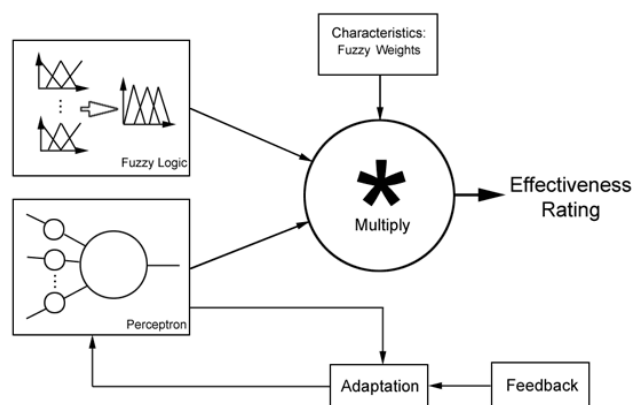 Characteristics:
Fuzzy Weights
Fuzzy Logic
*
Multiply
Effectiveness
Rating
Perceptron
Adaptation
Feedback